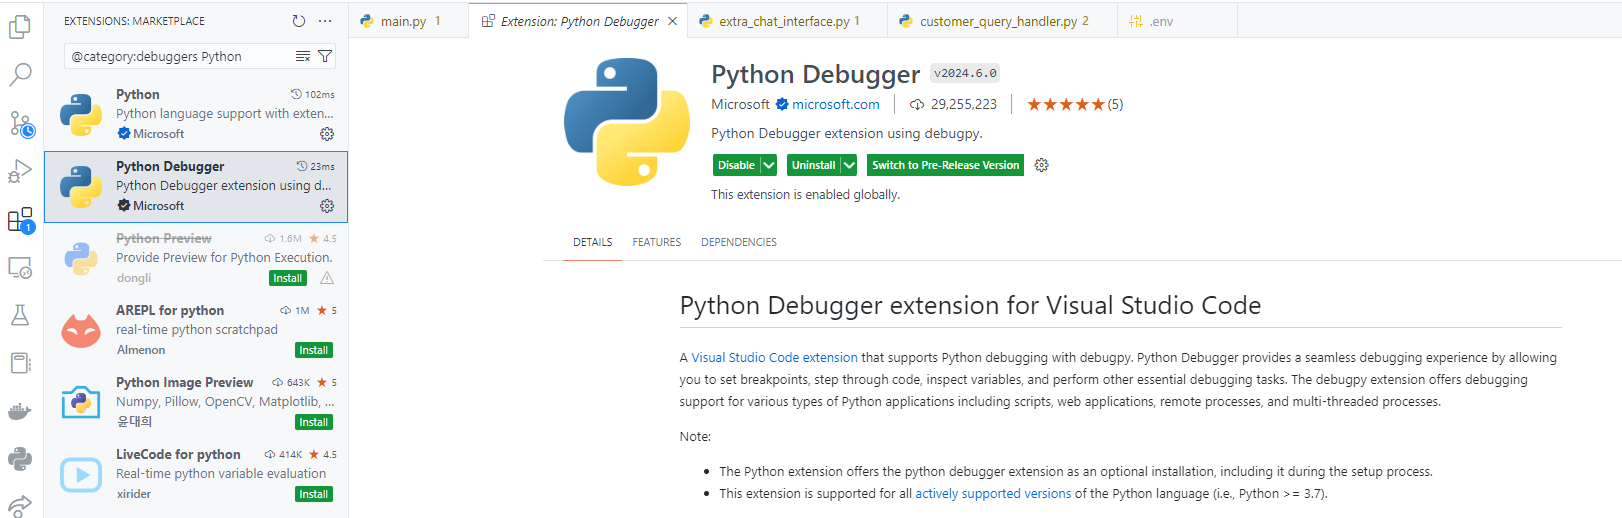 EXTENSIONS: MARKETPLACE
@category:debuggers Python
Python 102ms
Python language support with exten...
Microsoft
Python Debugger 23ms
Python Debugger extension using d...
Microsoft
Python Preview 1.6M 4.5
Provide Preview for Python Execution.
dongli Install
AREPL for python 1M 5
real-time python scratchpad
Almenon Install
Python Image Preview 643K 5
Numpy, Pillow, OpenCV, Matplotlib, ...
윤대희 Install
LiveCode for python 414K 4.5
Real-time python variable evaluation
xirider Install
1
main.py 1 Extension: Python Debugger extra_chat_interface.py 1 customer_query_handler.py 2 .env
Python Debugger v2024.6.0
Microsoft microsoft.com 29,255,223 (5)
Python Debugger extension using debugpy.
Disable Uninstall Switch to Pre-Release Version
This extension is enabled globally.
DETAILS FEATURES DEPENDENCIES
Python Debugger extension for Visual Studio Code
A Visual Studio Code extension that supports Python debugging with debugpy. Python Debugger provides a seamless debugging experience by allowing
you to set breakpoints, step through code, inspect variables, and perform other essential debugging tasks. The debugpy extension offers debugging
support for various types of Python applications including scripts, web applications, remote processes, and multi-threaded processes.
Note:
• The Python extension offers the python debugger extension as an optional installation, including it during the setup process.
• This extension is supported for all actively supported versions of the Python language (i.e., Python >= 3.7).